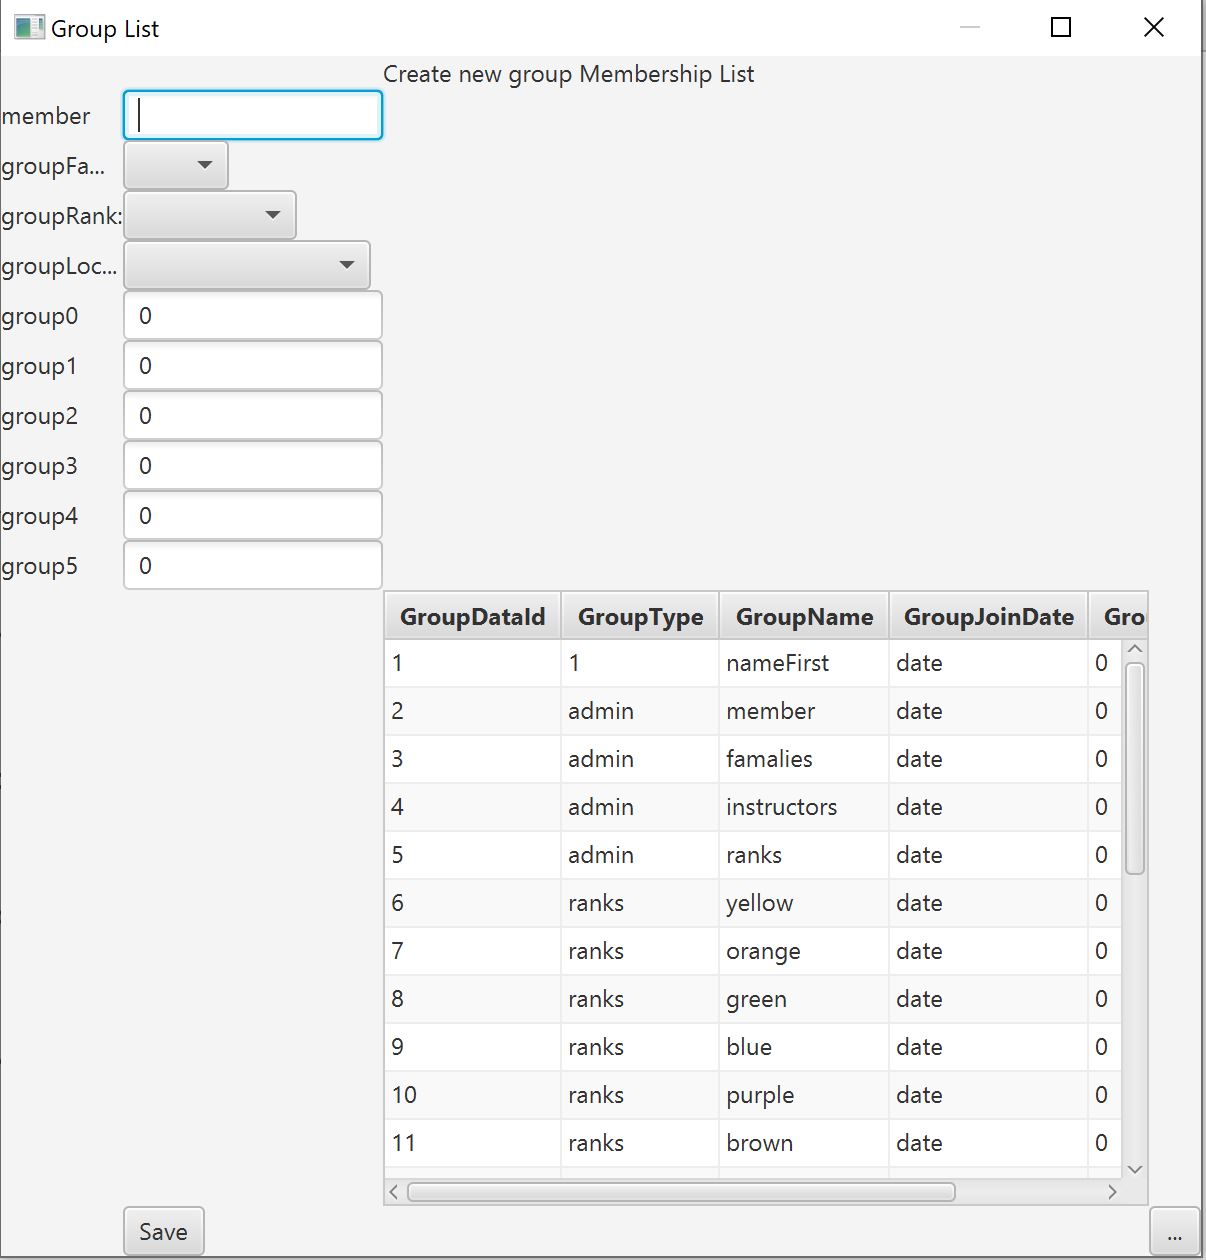 Group List
Create new group Membership List
member
groupFa...
groupRank:
groupLoc...
group0 0
group1 0
group2 0
group3 0
group4 0
group5 0
GroupDataId GroupType GroupName GroupJoinDate Gro
1 1 nameFirst date 0
2 admin member date 0
3 admin famalies date 0
4 admin instructors date 0
5 admin ranks date 0
6 ranks yellow date 0
7 ranks orange date 0
8 ranks green date 0
9 ranks blue date 0
10 ranks purple date 0
11 ranks brown date 0
Save ...